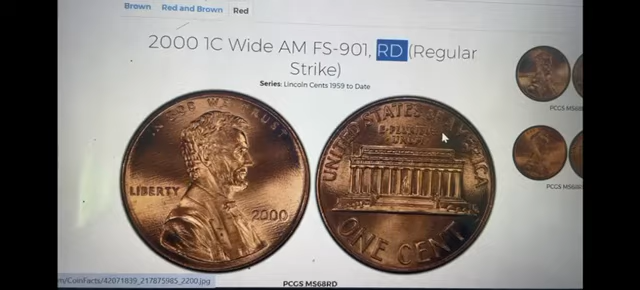 Brown Red and Brown Red
2000 1C Wide AM FS-901, RD (Regular
Strike)
Series: Lincoln Cents 1959 to Date
IN GOD WE TRUST
LIBERTY
2000
UNITED STATES OF AMERICA
E·PLURIBUS
UNUM
ONE CENT
PCGS MS68
PCGS MS68
m/CoinFacts/42071839_217875985_2200.jpg
PCGS MS68RD